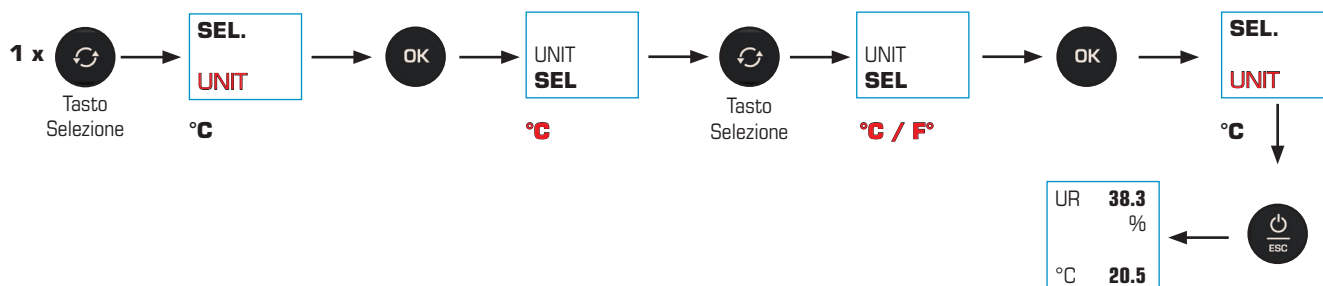 1 x
Tasto
Selezione
SEL.
UNIT
°C
OK
UNIT
SEL
°C
Tasto
Selezione
UNIT
SEL
°C / F°
OK
SEL.
UNIT
°C
ESC
UR 38.3
%
°C 20.5